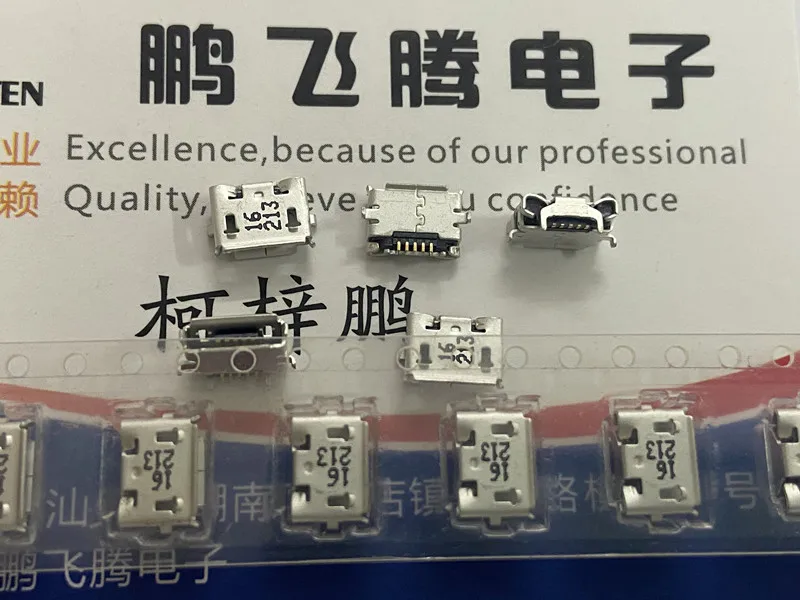 鹏飞腾电子
TEN
业 Excellence,because of our professional
赖 Quality, confidence
16
213
柯梓鹏
16
213
16
213
16
213
16
213
16
213
汕 湖南 店镇 路 号
鹏飞腾电子